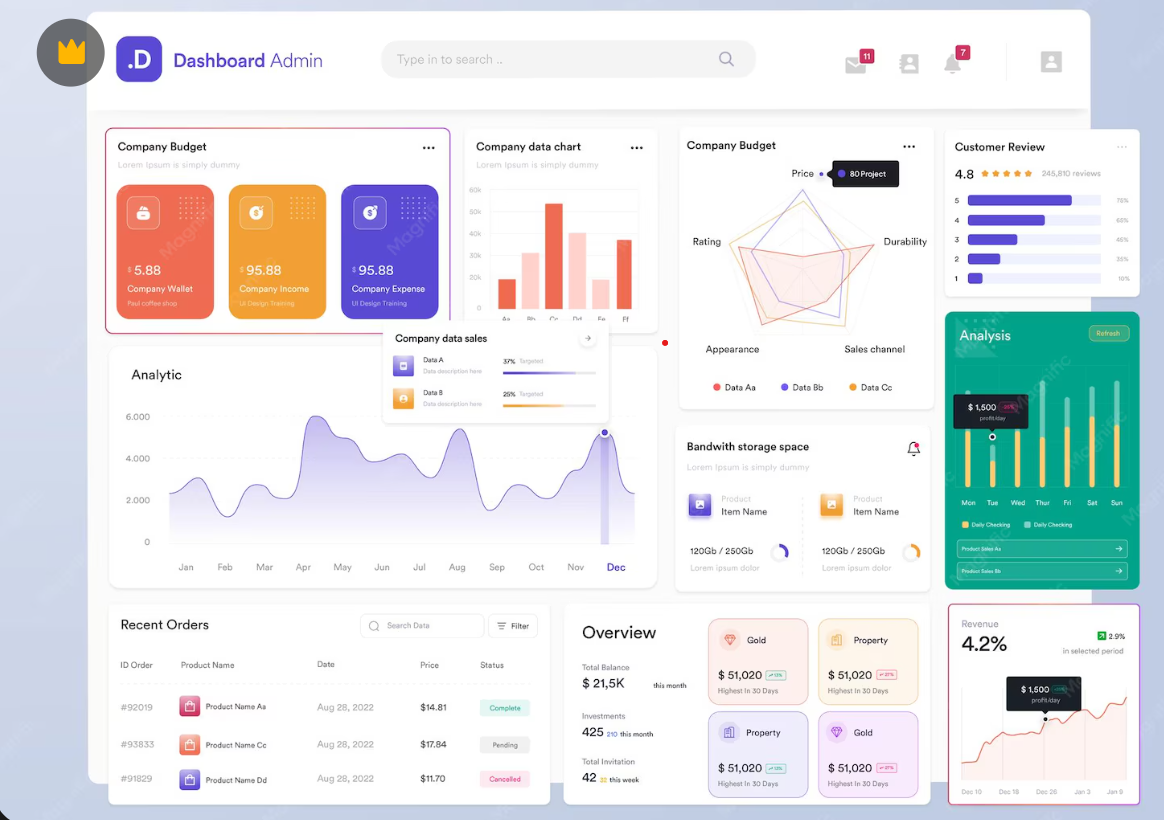 .D Dashboard Admin
Type in to search ..
11
7
Company Budget
Lorem Ipsum is simply dummy
$ 5.88
Company Wallet
Paul coffee shop
$ 95.88
Company Income
UI Design Training
$ 95.88
Company Expense
UI Design Training
Company data chart
Lorem Ipsum is simply dummy
60k
50k
40k
30k
20k
0
Aa Bb Cc Dd Ee Ff
Company Budget
Price
80 Project
Rating
Durability
Appearance
Sales channel
Data Aa Data Bb Data Cc
Customer Review
4.8 245,810 reviews
5 78%
4
3
2
1 10%
Company data sales
Data A
Data description here
37% Targeted
Data B
Data description here
25% Targeted
Analytic
6.000
4.000
2.000
0
Jan Feb Mar Apr May Jun Jul Aug Sep Oct Nov Dec
Bandwith storage space
Lorem Ipsum is simply dummy
Product
Item Name
120Gb / 250Gb
Lorem ipsum dolor
Product
Item Name
120Gb / 250Gb
Lorem ipsum dolor
Analysis
Refresh
$ 1,500
profit/day
Mon Tue Wed Thur Fri Sat Sun
Daily Checking Daily Checking
Product Sales Aa
Product Sales Bb
Recent Orders
Search Data
Filter
ID Order Product Name Date Price Status
#92019 Product Name Aa Aug 28, 2022 $14.81 Complete
#93833 Product Name Cc Aug 28, 2022 $17.84 Pending
#91829 Product Name Dd Aug 28, 2022 $11.70 Cancelled
Overview
Total Balance
$ 21,5K this month
Investments
425 210 this month
Total Invitation
42 32 this week
Gold
$ 51,020
Highest In 30 Days
Property
$ 51,020
Highest In 30 Days
Property
$ 51,020
Highest In 30 Days
Gold
$ 51,020
Highest In 30 Days
Revenue
4.2%
2.9%
in selected period
$ 1,500
profit/day
Dec 10 Dec 18 Dec 26 Jan 3 Jan 9
Magnific